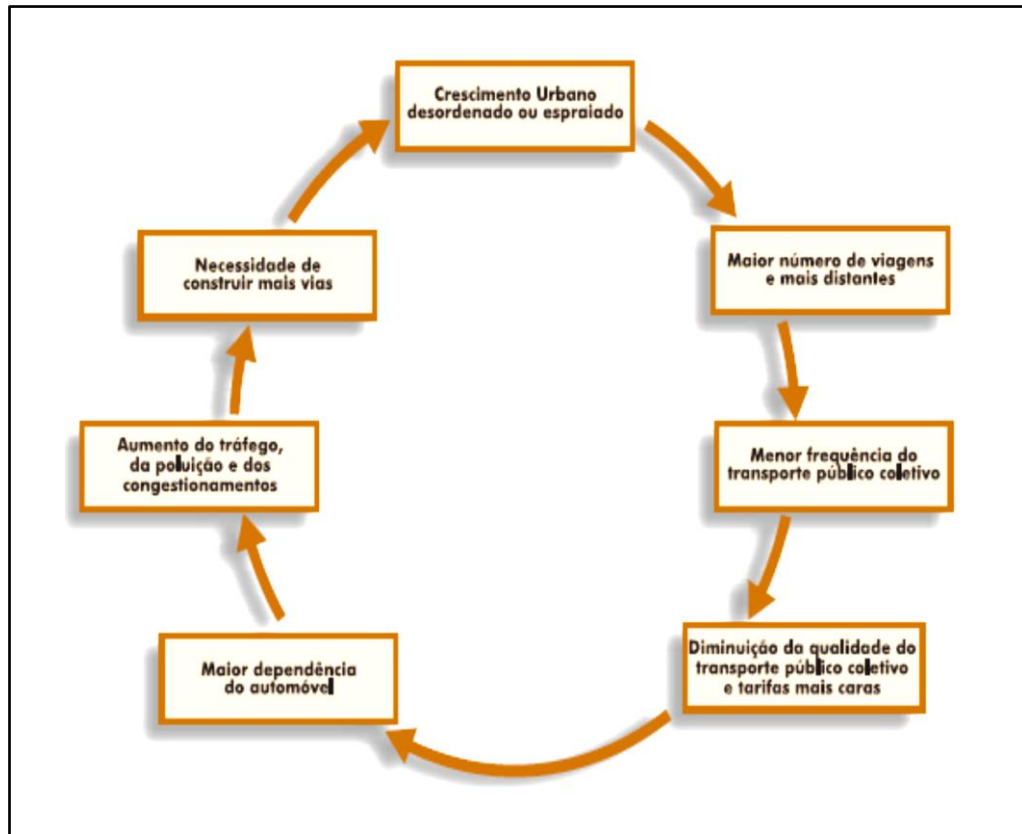 Crescimento Urbano
desordenado ou espraiado
Maior número de viagens
e mais distantes
Menor frequência do
transporte público coletivo
Diminuição da qualidade do
transporte público coletivo
e tarifas mais caras
Maior dependência
do automóvel
Aumento do tráfego,
da poluição e dos
congestionamentos
Necessidade de
construir mais vias